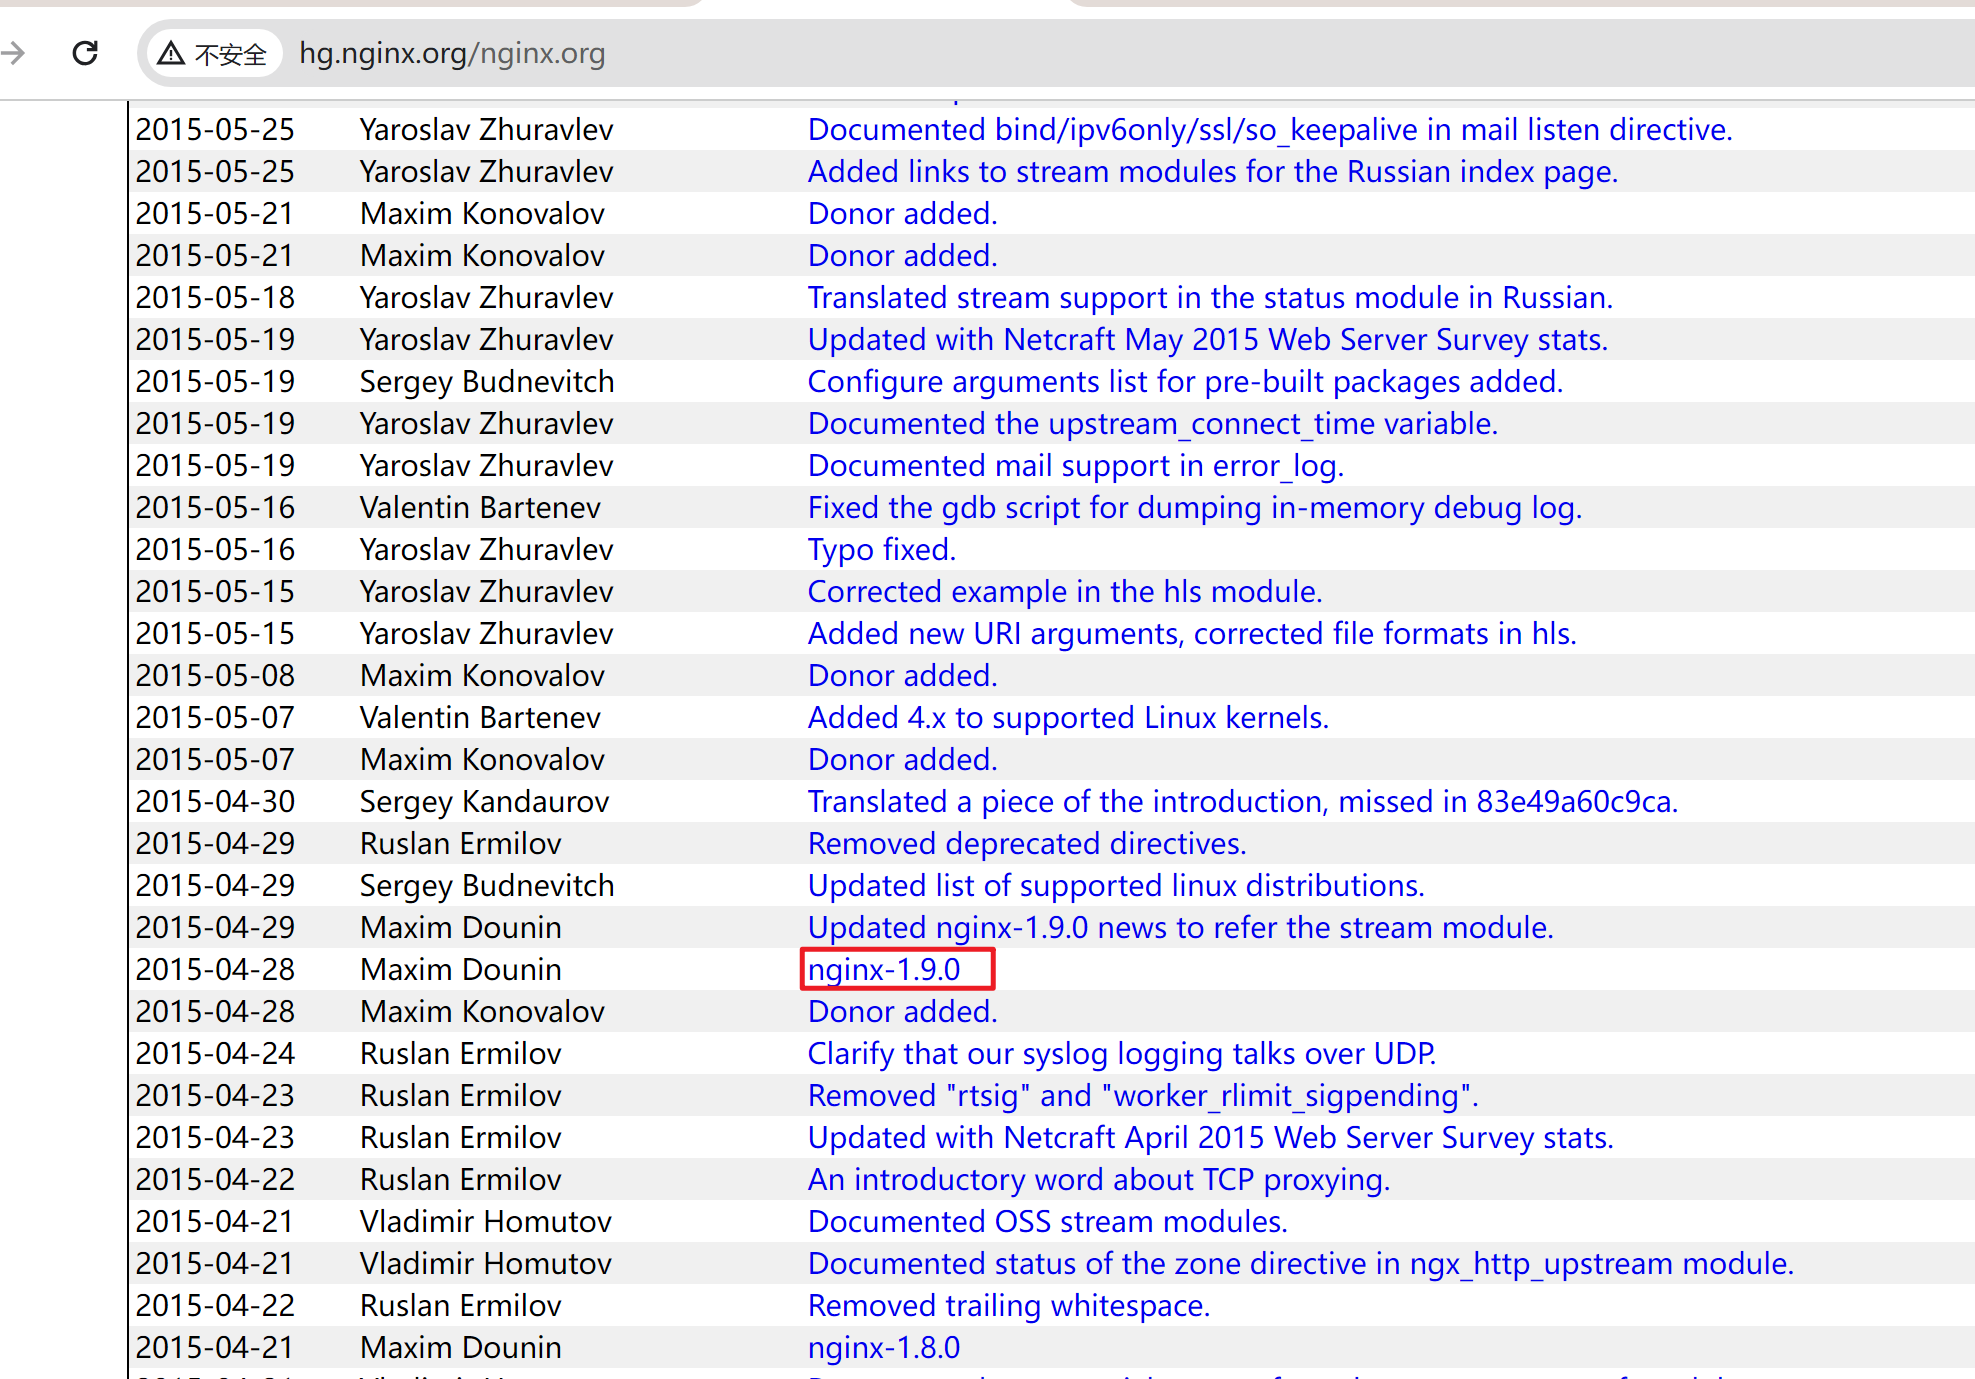 不安全 hg.nginx.org/nginx.org
2015-05-25 Yaroslav Zhuravlev Documented bind/ipv6only/ssl/so_keepalive in mail listen directive.
2015-05-25 Yaroslav Zhuravlev Added links to stream modules for the Russian index page.
2015-05-21 Maxim Konovalov Donor added.
2015-05-21 Maxim Konovalov Donor added.
2015-05-18 Yaroslav Zhuravlev Translated stream support in the status module in Russian.
2015-05-19 Yaroslav Zhuravlev Updated with Netcraft May 2015 Web Server Survey stats.
2015-05-19 Sergey Budnevitch Configure arguments list for pre-built packages added.
2015-05-19 Yaroslav Zhuravlev Documented the upstream_connect_time variable.
2015-05-19 Yaroslav Zhuravlev Documented mail support in error_log.
2015-05-16 Valentin Bartenev Fixed the gdb script for dumping in-memory debug log.
2015-05-16 Yaroslav Zhuravlev Typo fixed.
2015-05-15 Yaroslav Zhuravlev Corrected example in the hls module.
2015-05-15 Yaroslav Zhuravlev Added new URI arguments, corrected file formats in hls.
2015-05-08 Maxim Konovalov Donor added.
2015-05-07 Valentin Bartenev Added 4.x to supported Linux kernels.
2015-05-07 Maxim Konovalov Donor added.
2015-04-30 Sergey Kandaurov Translated a piece of the introduction, missed in 83e49a60c9ca.
2015-04-29 Ruslan Ermilov Removed deprecated directives.
2015-04-29 Sergey Budnevitch Updated list of supported linux distributions.
2015-04-29 Maxim Dounin Updated nginx-1.9.0 news to refer the stream module.
2015-04-28 Maxim Dounin nginx-1.9.0
2015-04-28 Maxim Konovalov Donor added.
2015-04-24 Ruslan Ermilov Clarify that our syslog logging talks over UDP.
2015-04-23 Ruslan Ermilov Removed "rtsig" and "worker_rlimit_sigpending".
2015-04-23 Ruslan Ermilov Updated with Netcraft April 2015 Web Server Survey stats.
2015-04-22 Ruslan Ermilov An introductory word about TCP proxying.
2015-04-21 Vladimir Homutov Documented OSS stream modules.
2015-04-21 Vladimir Homutov Documented status of the zone directive in ngx_http_upstream module.
2015-04-22 Ruslan Ermilov Removed trailing whitespace.
2015-04-21 Maxim Dounin nginx-1.8.0